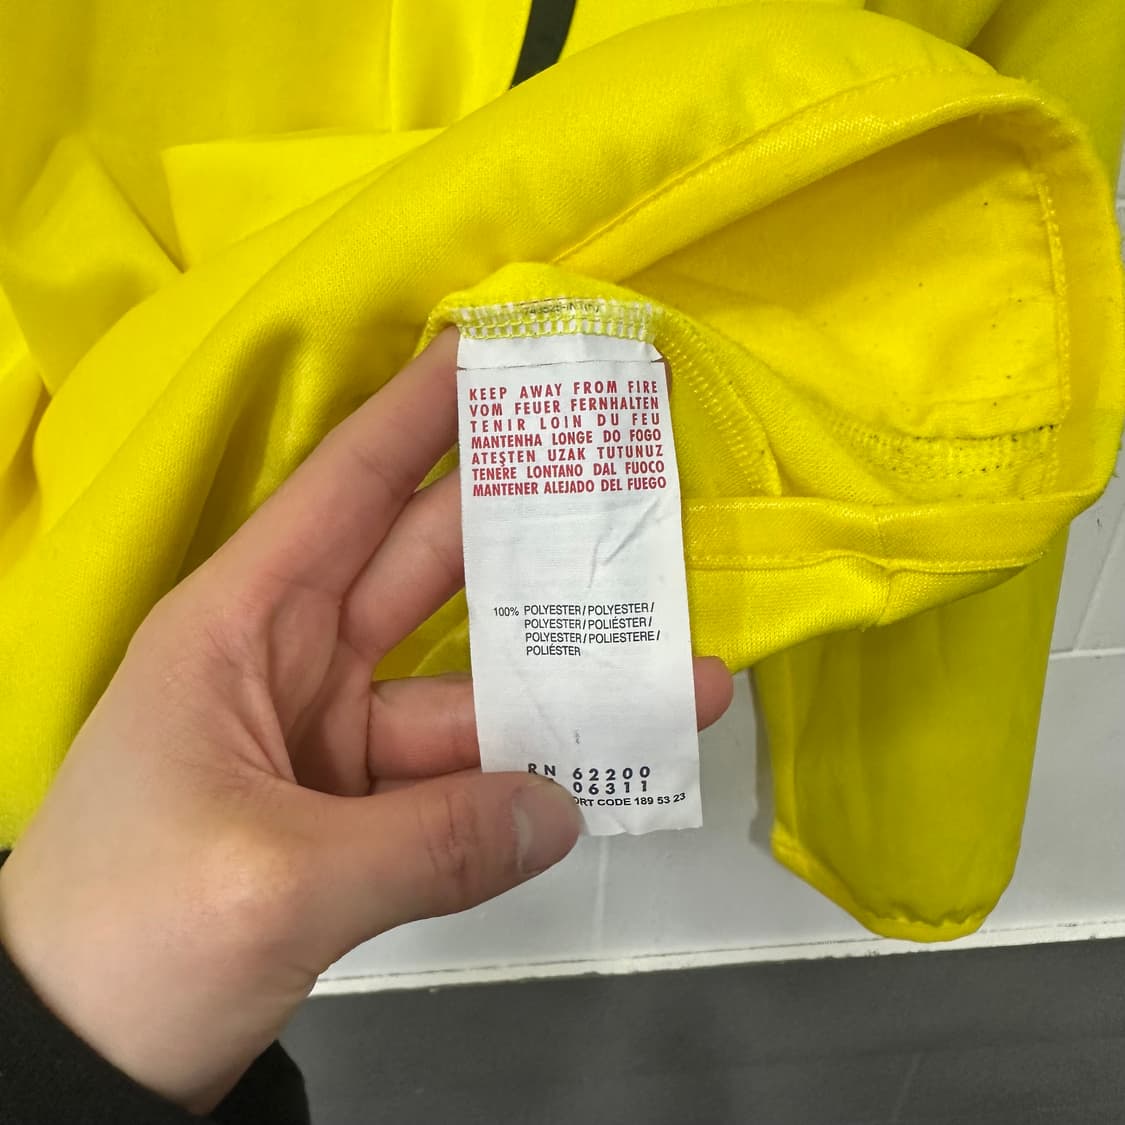 KEEP AWAY FROM FIRE
VOM FEUER FERNHALTEN
TENIR LOIN DU FEU
MANTENHA LONGE DO FOGO
ATEŞTEN UZAK TUTUNUZ
TENERE LONTANO DAL FUOCO
MANTENER ALEJADO DEL FUEGO
100% POLYESTER/POLYESTER/
POLYESTER/POLIÉSTER/
POLYESTER/POLIESTERE/
POLIÉSTER
RN 62200
06311
CODE 189 53 23